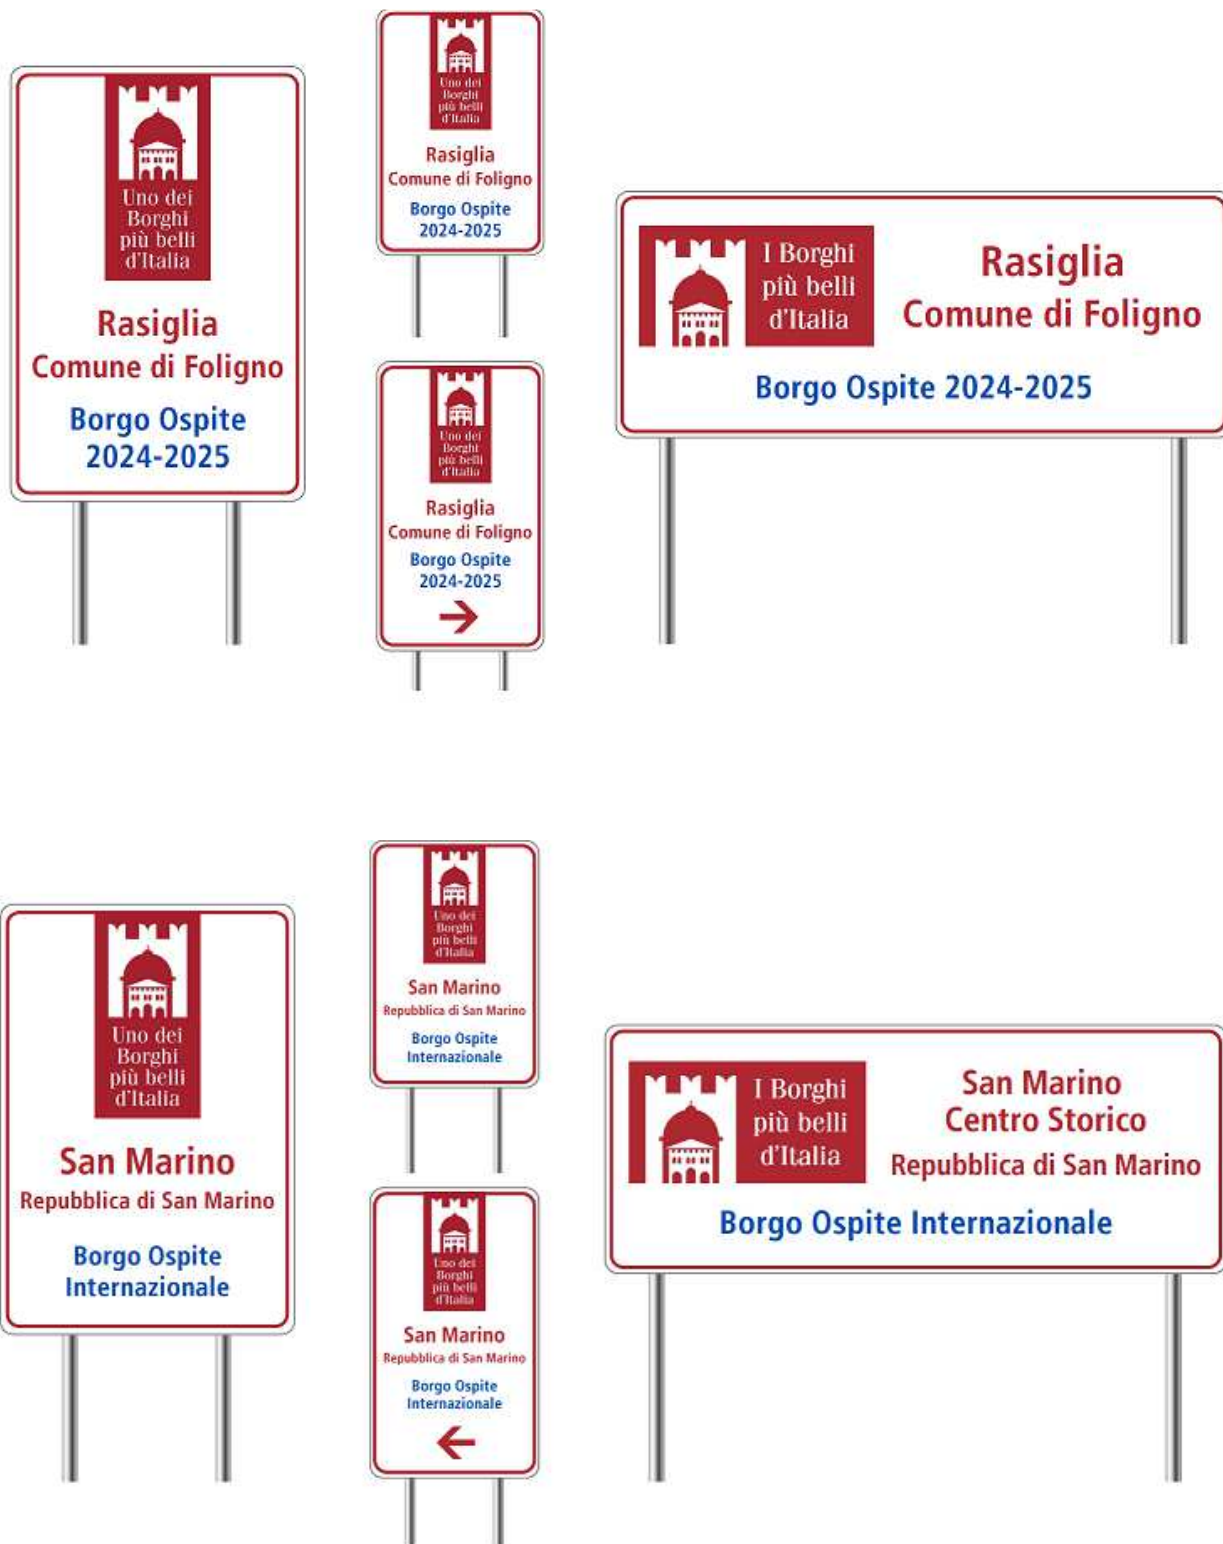 Uno dei
Borghi
più belli
d'Italia
Rasiglia
Comune di Foligno
Borgo Ospite
2024-2025
Uno dei
Borghi
più belli
d'Italia
Rasiglia
Comune di Foligno
Borgo Ospite
2024-2025
Uno dei
Borghi
più belli
d'Italia
Rasiglia
Comune di Foligno
Borgo Ospite
2024-2025
I Borghi
più belli
d'Italia
Rasiglia
Comune di Foligno
Borgo Ospite 2024-2025
Uno dei
Borghi
più belli
d'Italia
San Marino
Repubblica di San Marino
Borgo Ospite
Internazionale
Uno dei
Borghi
più belli
d'Italia
San Marino
Repubblica di San Marino
Borgo Ospite
Internazionale
Uno dei
Borghi
più belli
d'Italia
San Marino
Repubblica di San Marino
Borgo Ospite
Internazionale
I Borghi
più belli
d'Italia
San Marino
Centro Storico
Repubblica di San Marino
Borgo Ospite Internazionale